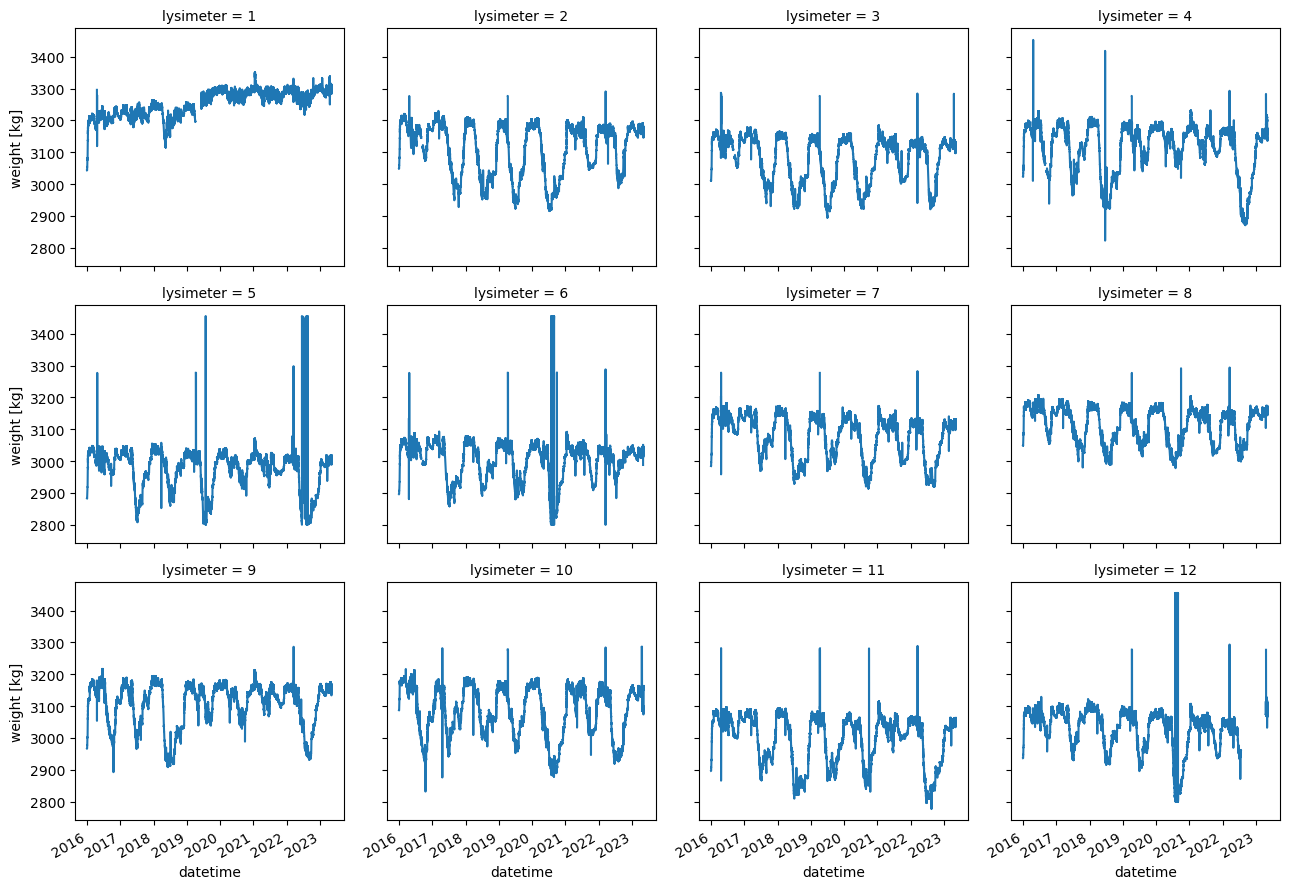 lysimeter = 1
lysimeter = 2
lysimeter = 3
lysimeter = 4
weight [kg]
3400
3300
3200
3100
3000
2900
2800
lysimeter = 5
lysimeter = 6
lysimeter = 7
lysimeter = 8
weight [kg]
3400
3300
3200
3100
3000
2900
2800
lysimeter = 9
lysimeter = 10
lysimeter = 11
lysimeter = 12
weight [kg]
3400
3300
3200
3100
3000
2900
2800
2016 2017 2018 2019 2020 2021 2022 2023
2016 2017 2018 2019 2020 2021 2022 2023
2016 2017 2018 2019 2020 2021 2022 2023
2016 2017 2018 2019 2020 2021 2022 2023
datetime
datetime
datetime
datetime